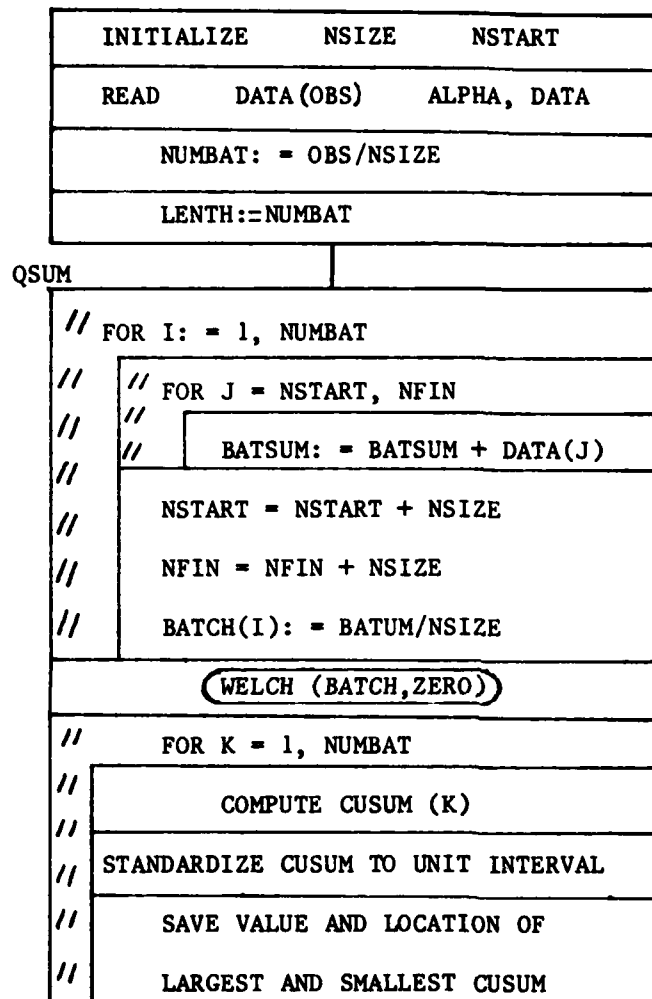 INITIALIZE NSIZE NSTART
READ DATA(OBS) ALPHA, DATA
NUMBAT: = OBS/NSIZE
LENTH:=NUMBAT
QSUM
// FOR I: = 1, NUMBAT
// // FOR J = NSTART, NFIN
//
// // BATSUM: = BATSUM + DATA(J)
//
// NSTART = NSTART + NSIZE
// NFIN = NFIN + NSIZE
// BATCH(I): = BATUM/NSIZE
WELCH (BATCH,ZERO)
// FOR K = 1, NUMBAT
// COMPUTE CUSUM (K)
//
// STANDARDIZE CUSUM TO UNIT INTERVAL
// SAVE VALUE AND LOCATION OF
// LARGEST AND SMALLEST CUSUM